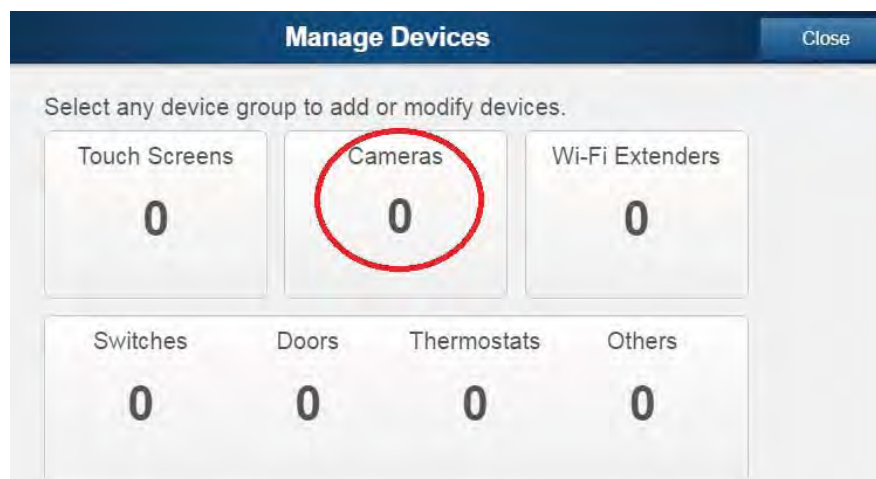 Manage Devices
Close
Select any device group to add or modify devices.
Touch Screens
Cameras
Wi-Fi Extenders
0
0
0
Switches
Doors
Thermostats
Others
0
0
0
0